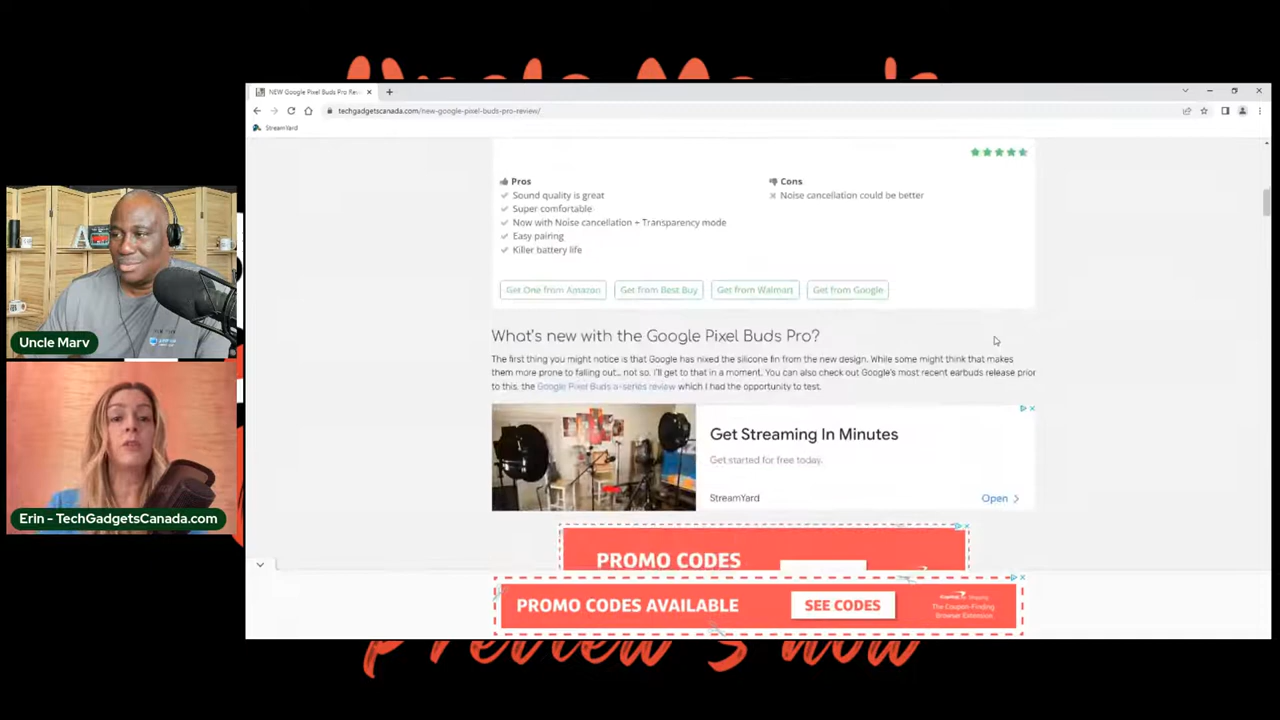 NEW Google Pixel Buds Pro Rev
techgadgetscanada.com/new-google-pixel-buds-pro-review/
StreamYard
Pros
Sound quality is great
Super comfortable
Now with Noise cancellation + Transparency mode
Easy pairing
Killer battery life
Cons
Noise cancellation could be better
Get One from Amazon
Get from Best Buy
Get from Walmart
Get from Google
What's new with the Google Pixel Buds Pro?
The first thing you might notice is that Google has nixed the silicone fin from the new design. While some might think that makes
them more prone to falling out... not so, I'll get to that in a moment. You can also check out Google's most recent earbuds release prior
to this, the Google Pixel Buds a-series review which I had the opportunity to test.
Get Streaming In Minutes
Get started for free today.
StreamYard
Open
PROMO CODES
PROMO CODES AVAILABLE
SEE CODES
The Coupon-Finding
Browser Extension
Uncle Marv
Erin - TechGadgetsCanada.com